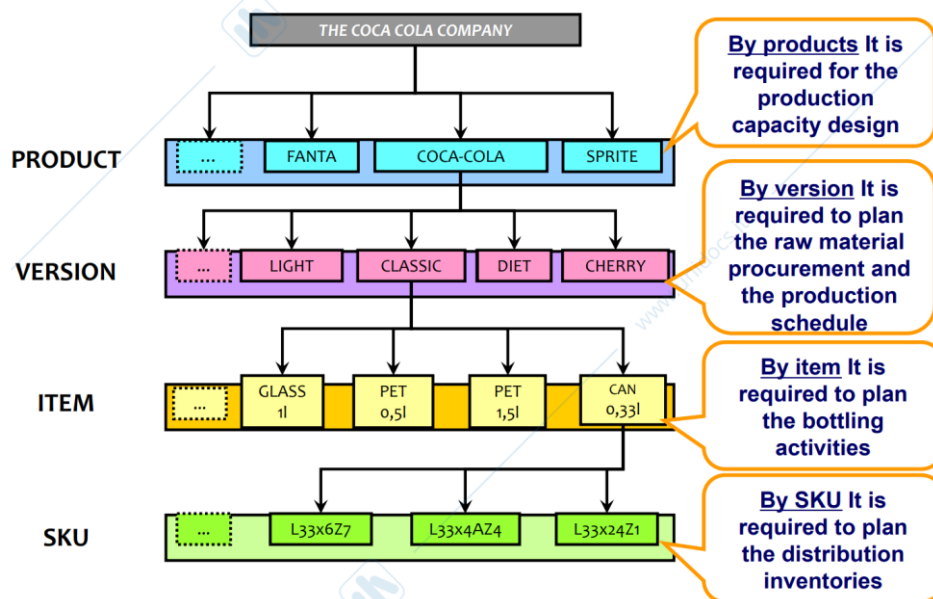 THE COCA COLA COMPANY
By products It is
required for the
production
capacity design
PRODUCT
...
FANTA
COCA-COLA
SPRITE
By version It is
required to plan
the raw material
procurement and
the production
schedule
VERSION
...
LIGHT
CLASSIC
DIET
CHERRY
By item It is
required to plan
the bottling
activities
ITEM
...
GLASS
1l
PET
0,5l
PET
1,5l
CAN
0,33l
By SKU It is
required to plan
the distribution
inventories
SKU
...
L33x6Z7
L33x4AZ4
L33x24Z1